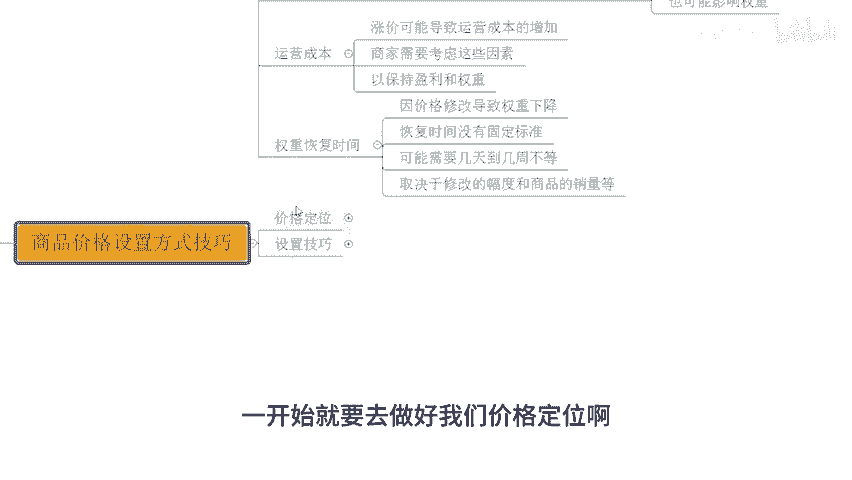 也可能影响权重
涨价可能导致运营成本的增加
运营成本
商家需要考虑这些因素
以保持盈利和权重
因价格修改导致权重下降
恢复时间没有固定标准
权重恢复时间
可能需要几天到几周不等
取决于修改的幅度和商品的销量等
价格定位
商品价格设置方式技巧
设置技巧
一开始就要去做好我们价格定位啊